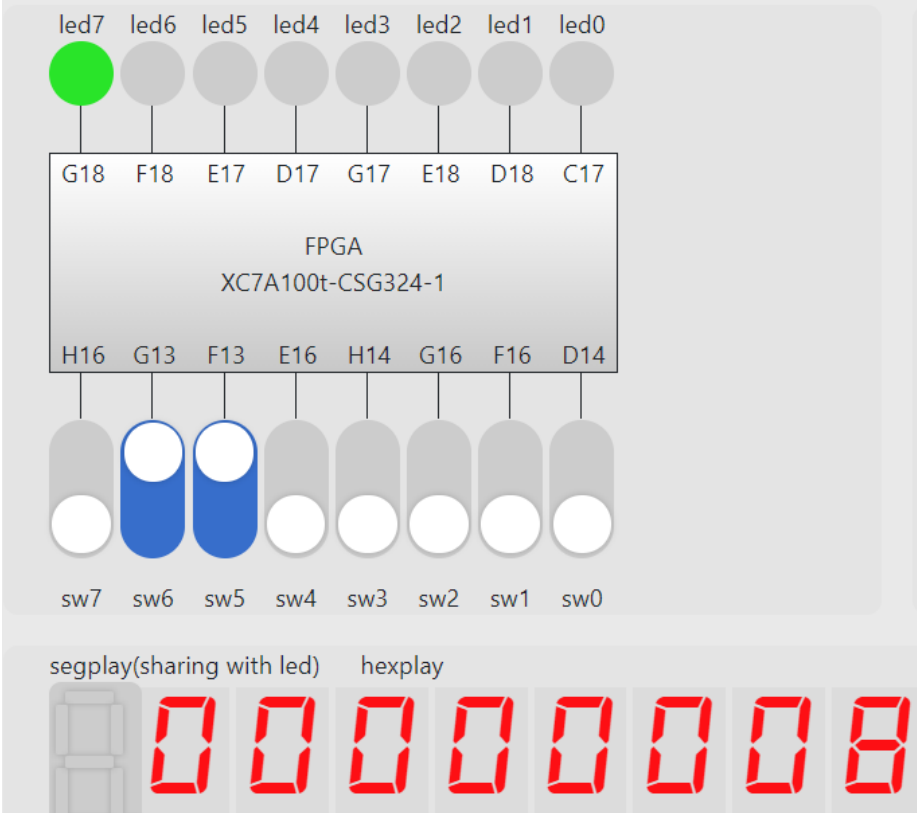 led7 led6 led5 led4 led3 led2 led1 led0
G18 F18 E17 D17 G17 E18 D18 C17
FPGA
XC7A100t-CSG324-1
H16 G13 F13 E16 H14 G16 F16 D14
sw7 sw6 sw5 sw4 sw3 sw2 sw1 sw0
segplay(sharing with led) hexplay
00000008